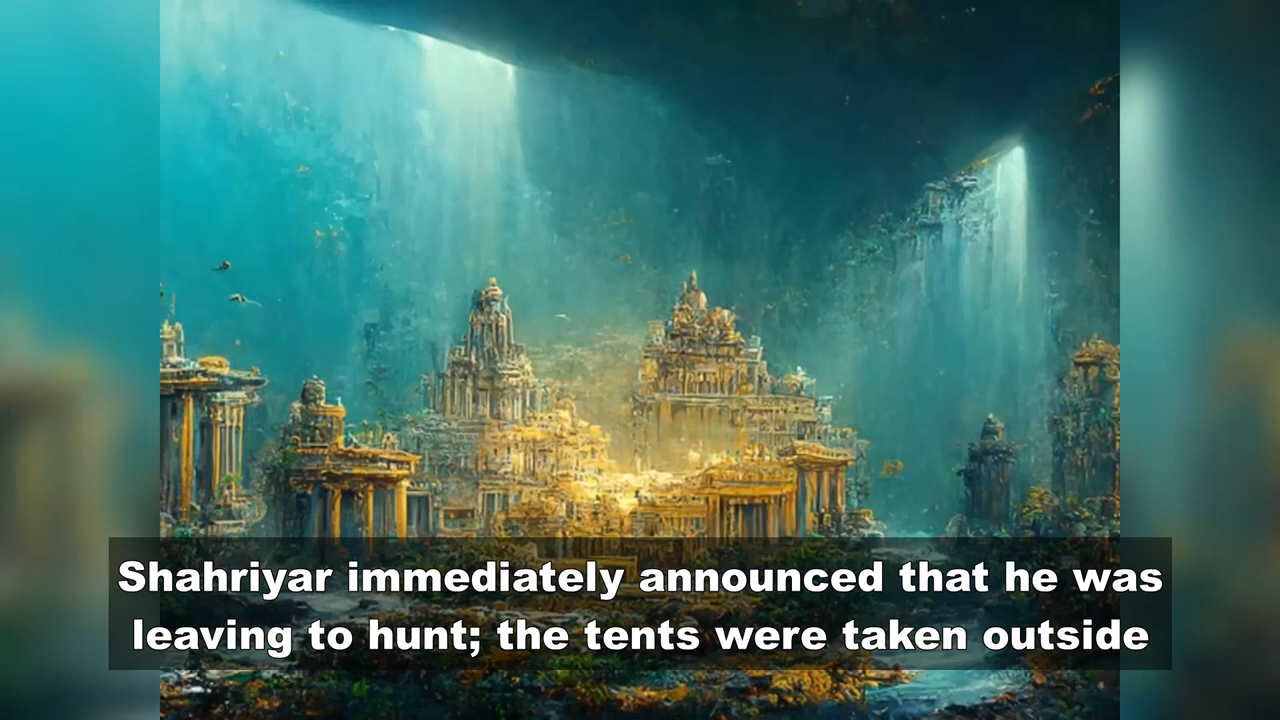 Shahriyar immediately announced that he was
leaving to hunt; the tents were taken outside